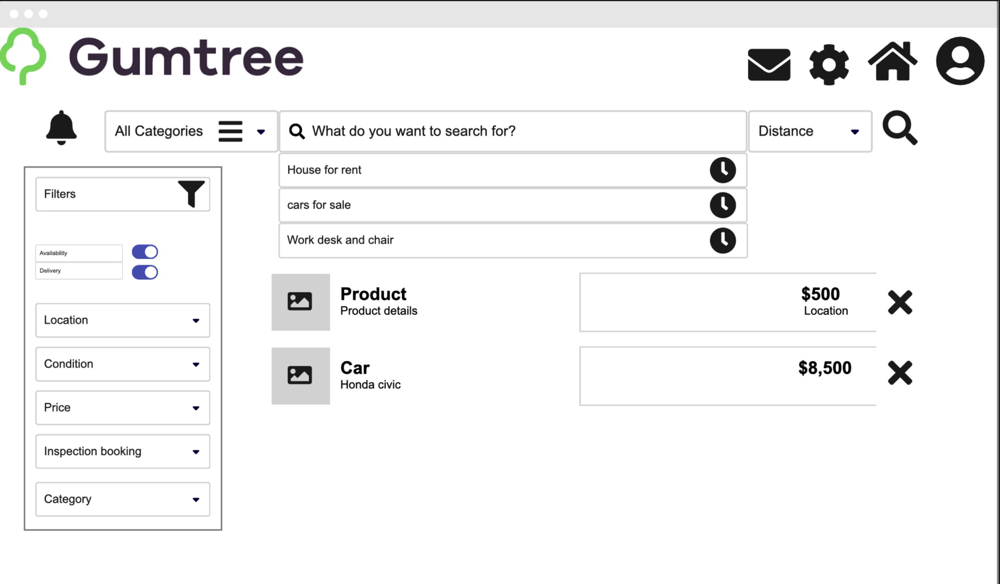 Gumtree
All Categories
What do you want to search for?
Distance
House for rent
cars for sale
Work desk and chair
Filters
Availability
Delivery
Location
Condition
Price
Inspection booking
Category
Product
Product details
$500
Location
Car
Honda civic
$8,500